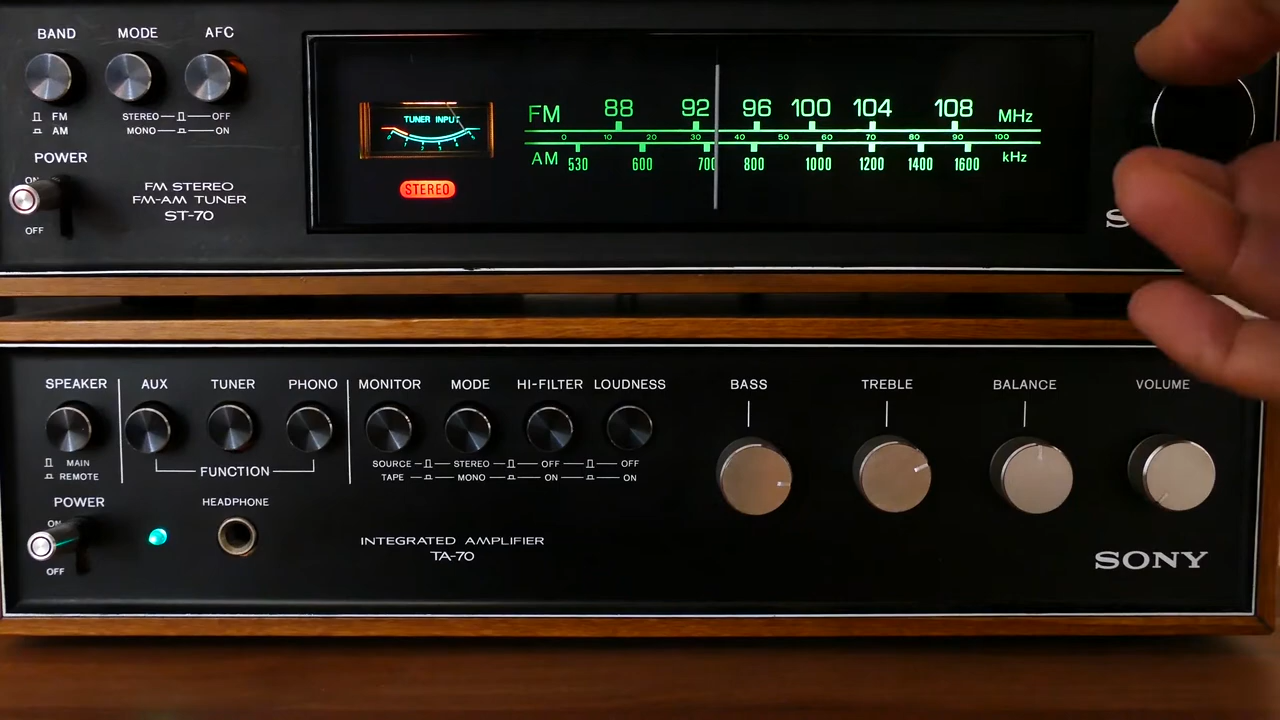 BAND MODE AFC
FM STEREO OFF
AM MONO ON
POWER
ON
OFF
FM STEREO
FM-AM TUNER
ST-70
TUNER INPUT
STEREO
FM 88 92 96 100 104 108 MHz
0 10 20 30 40 50 60 70 80 90 100
AM 530 600 700 800 1000 1200 1400 1600 kHz
SPEAKER AUX TUNER PHONO MONITOR MODE HI-FILTER LOUDNESS BASS TREBLE BALANCE VOLUME
MAIN
REMOTE
FUNCTION
SOURCE STEREO OFF OFF
TAPE MONO ON ON
POWER
ON
OFF
HEADPHONE
INTEGRATED AMPLIFIER
TA-70
SONY